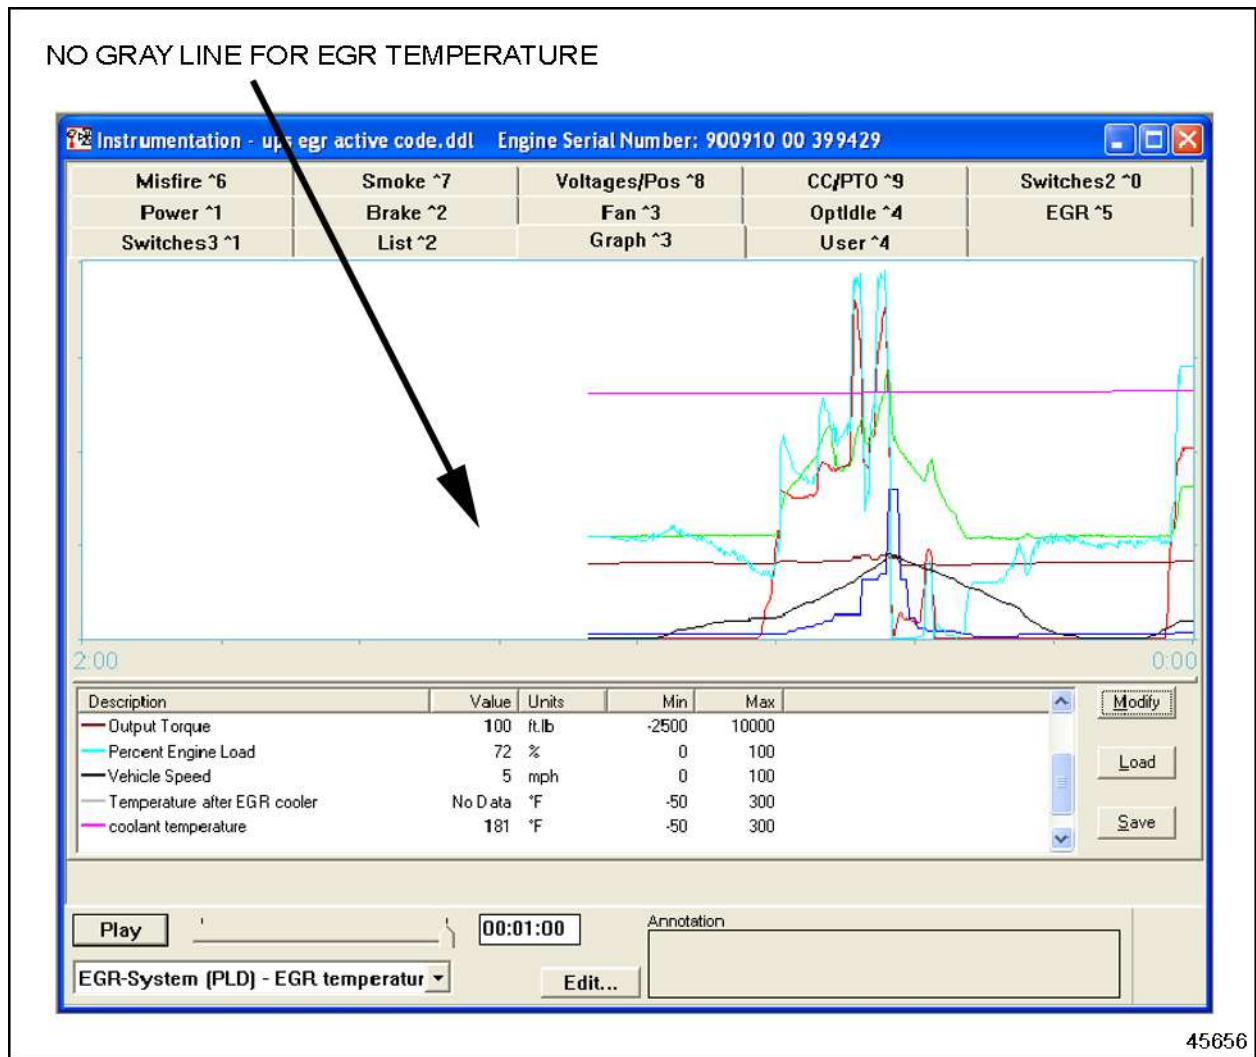 NO GRAY LINE FOR EGR TEMPERATURE
Instrumentation - ups egr active code.ddl Engine Serial Number: 900910 00 399429
Misfire ^6 Smoke ^7 Voltages/Pos ^8 CC/PTO ^9 Switches2 ^0
Power ^1 Brake ^2 Fan ^3 OptIdle ^4 EGR ^5
Switches3 ^1 List ^2 Graph ^3 User ^4
2:00 0:00
Description Value Units Min Max
Output Torque 100 ft.lb -2500 10000
Percent Engine Load 72 % 0 100
Vehicle Speed 5 mph 0 100
Temperature after EGR cooler No Data °F -50 300
coolant temperature 181 °F -50 300
Modify
Load
Save
Play 00:01:00 Annotation
EGR-System (PLD) - EGR temperatur Edit...
45656